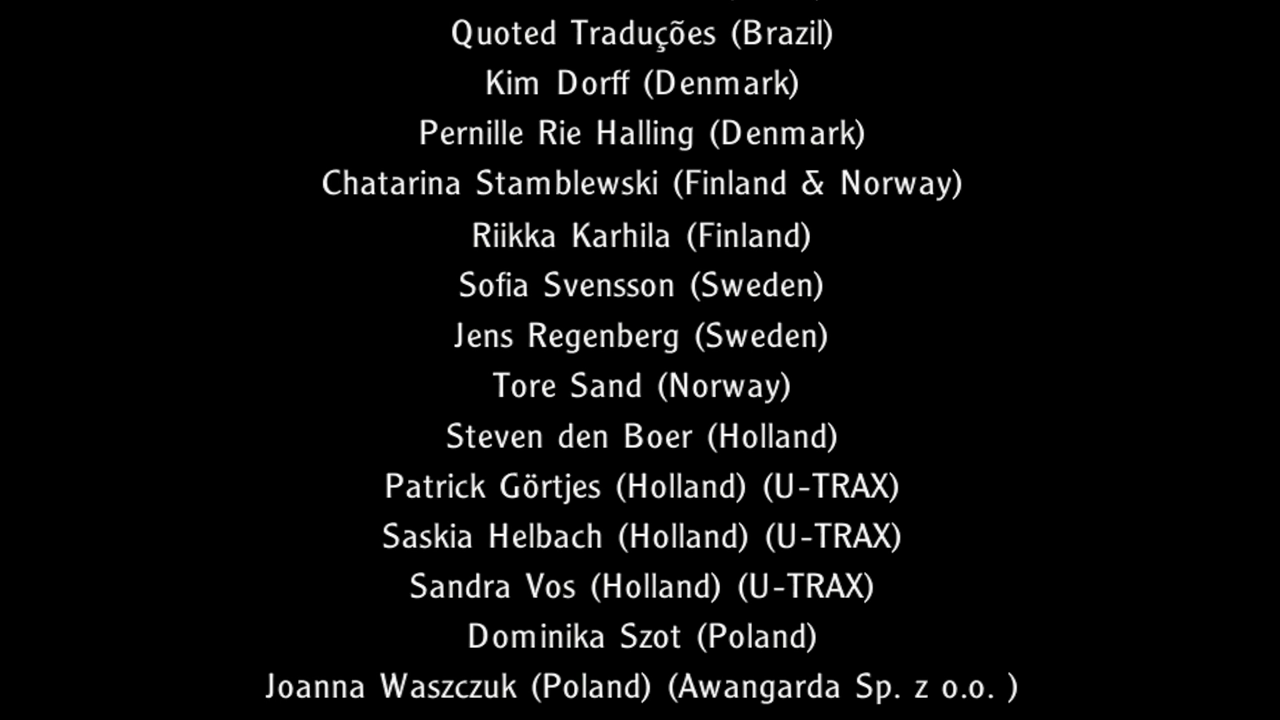 Quoted Traduções (Brazil)
Kim Dorff (Denmark)
Pernille Rie Halling (Denmark)
Chatarina Stamblewski (Finland & Norway)
Riikka Karhila (Finland)
Sofia Svensson (Sweden)
Jens Regenberg (Sweden)
Tore Sand (Norway)
Steven den Boer (Holland)
Patrick Görtjes (Holland) (U-TRAX)
Saskia Helbach (Holland) (U-TRAX)
Sandra Vos (Holland) (U-TRAX)
Dominika Szot (Poland)
Joanna Waszczuk (Poland) (Awangarda Sp. z o.o. )